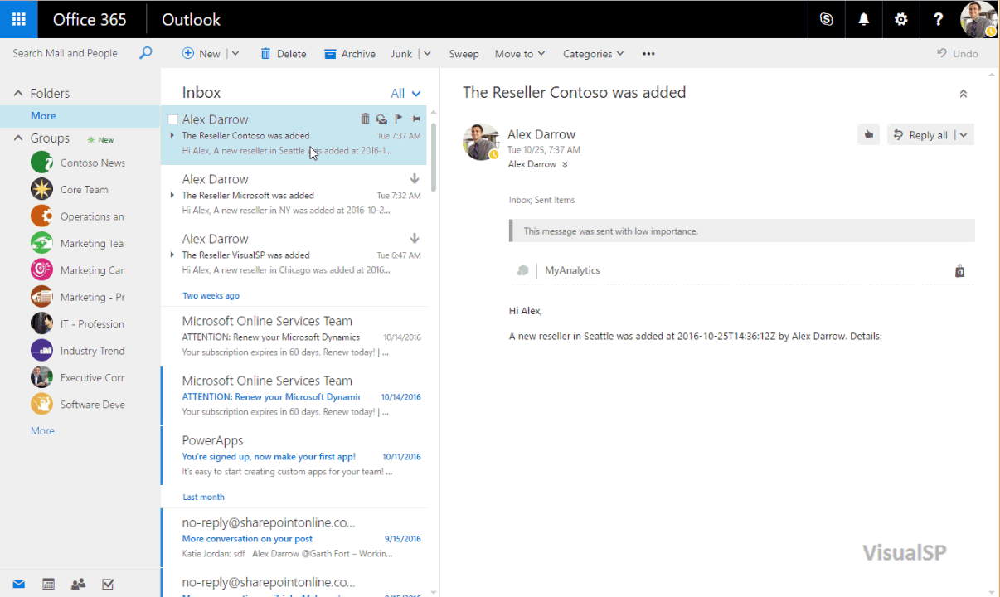 Office 365
Outlook
Search Mail and People
New
Delete
Archive
Junk
Sweep
Move to
Categories
Undo
Folders
More
Groups
New
Contoso News
Core Team
Operations an
Marketing Tea
Marketing Car
Marketing - Pr
IT - Profession
Industry Trend
Executive Corr
Software Deve
More
Inbox
All
Alex Darrow
The Reseller Contoso was added Tue 7:37 AM
Hi Alex, A new reseller in Seattle was added at 2016-1...
Alex Darrow
The Reseller Microsoft was added Tue 7:32 AM
Hi Alex, A new reseller in NY was added at 2016-10-2...
Alex Darrow
The Reseller VisualSP was added Tue 6:47 AM
Hi Alex, A new reseller in Chicago was added at 2016...
Two weeks ago
Microsoft Online Services Team
ATTENTION: Renew your Microsoft Dynamics 10/14/2016
Your subscription expires in 60 days. Renew today! | ...
Microsoft Online Services Team
ATTENTION: Renew your Microsoft Dynamic 10/14/2016
Your subscription expires in 60 days. Renew today! | ...
PowerApps
You're signed up, now make your first app! 10/11/2016
It's easy to start creating custom apps for your team! ...
Last month
no-reply@sharepointonline.co...
More conversation on your post 9/15/2016
Katie Jordan: sdf Alex Darrow @Garth Fort – Workin...
no-reply@sharepointonline.co...
The Reseller Contoso was added
Alex Darrow
Tue 10/25, 7:37 AM
Alex Darrow
Reply all
Inbox; Sent Items
This message was sent with low importance.
MyAnalytics
Hi Alex,
A new reseller in Seattle was added at 2016-10-25T14:36:12Z by Alex Darrow. Details:
VisualSP